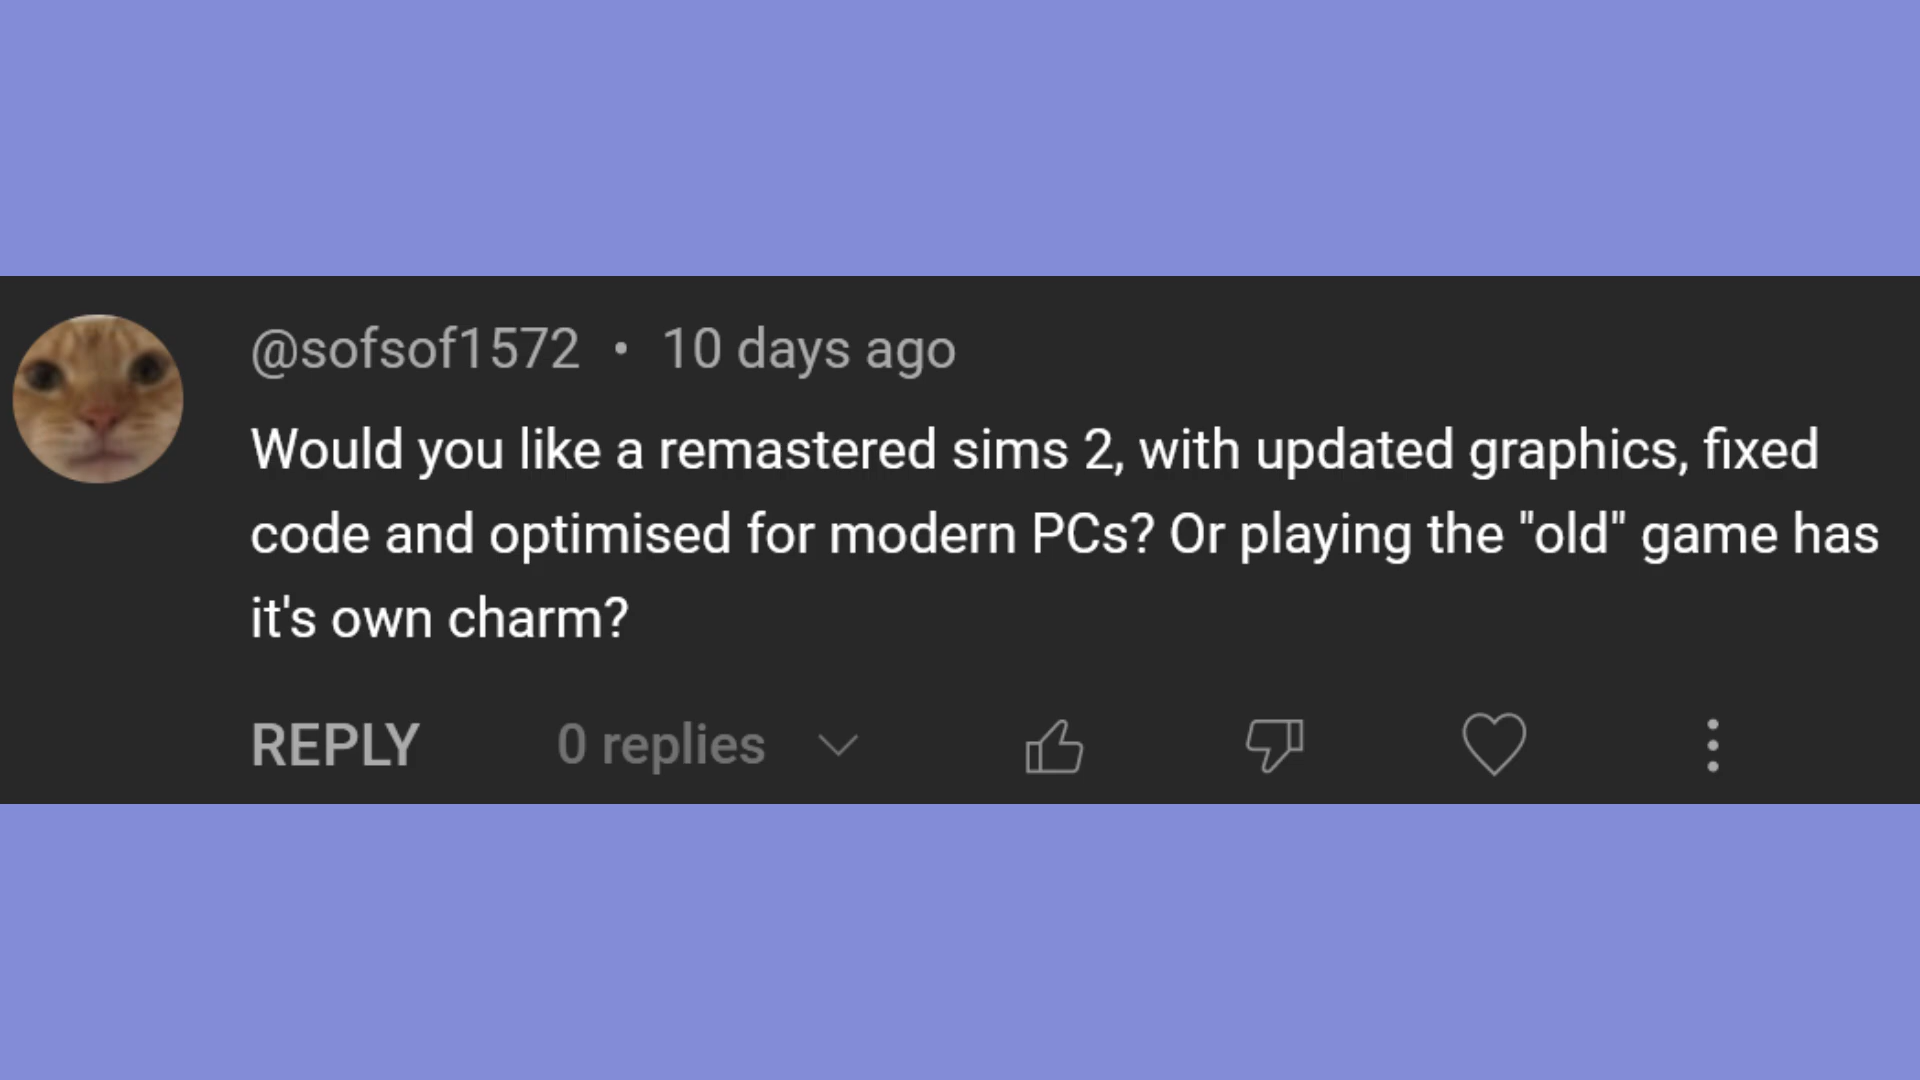 @sofsof1572 • 10 days ago
Would you like a remastered sims 2, with updated graphics, fixed
code and optimised for modern PCs? Or playing the "old" game has
it's own charm?
REPLY 0 replies